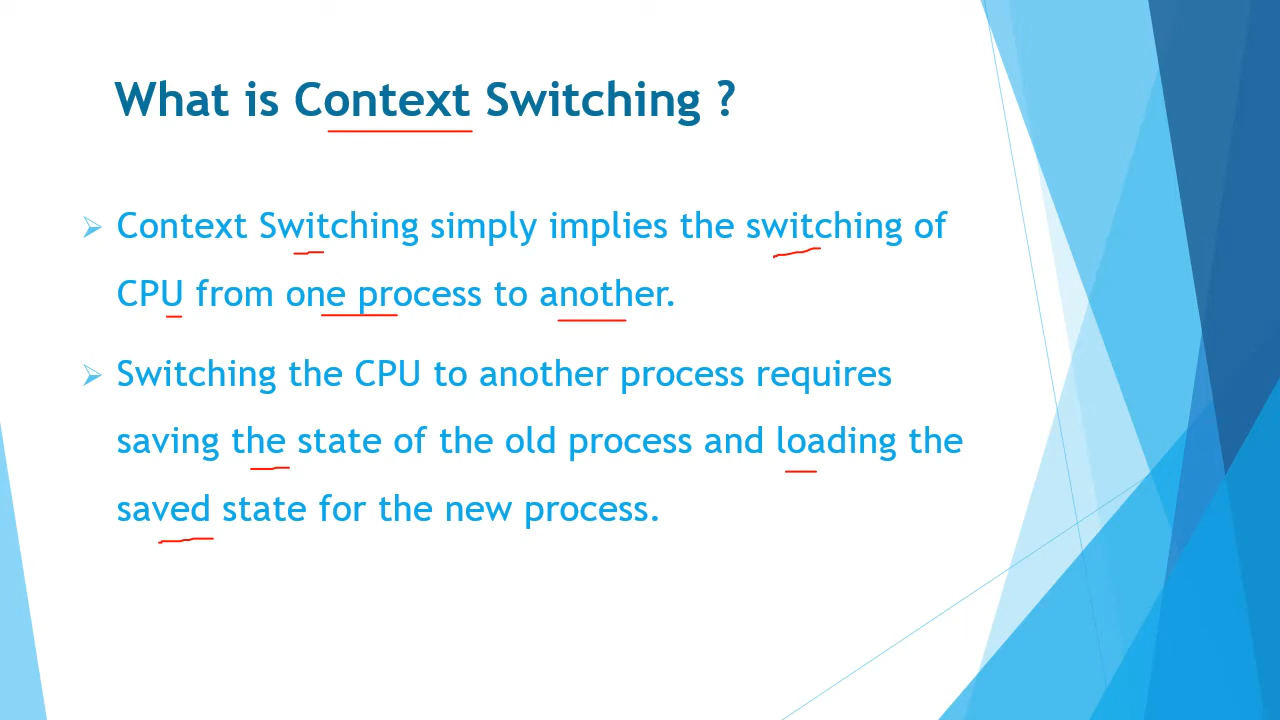 What is Context Switching ?
Context Switching simply implies the switching of
CPU from one process to another.
Switching the CPU to another process requires
saving the state of the old process and loading the
saved state for the new process.